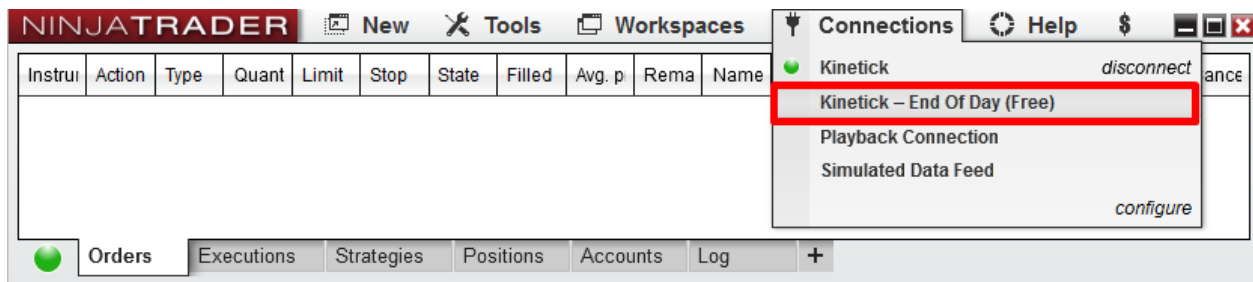 NINJATRADER New Tools Workspaces Connections Help $
Instrui Action Type Quant Limit Stop State Filled Avg. p Rema Name ance
Kinetick disconnect
Kinetick – End Of Day (Free)
Playback Connection
Simulated Data Feed
configure
Orders Executions Strategies Positions Accounts Log +